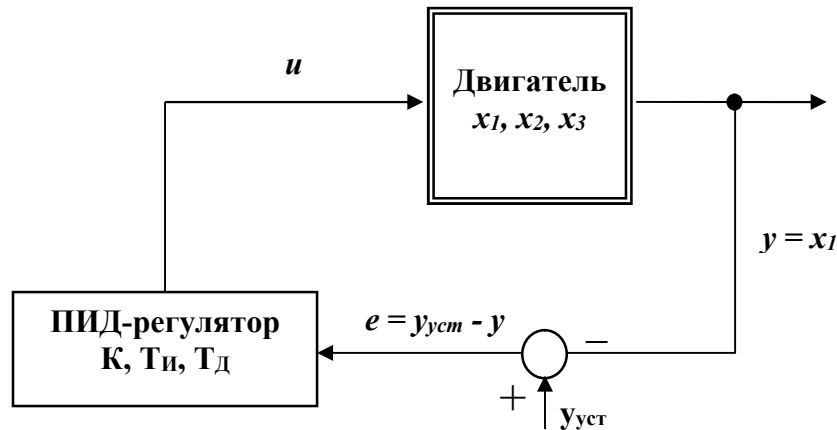 u
Двигатель
x1, x2, x3
y = x1
ПИД-регулятор
К, ТИ, ТД
e = yуст - y
−
+
yуст